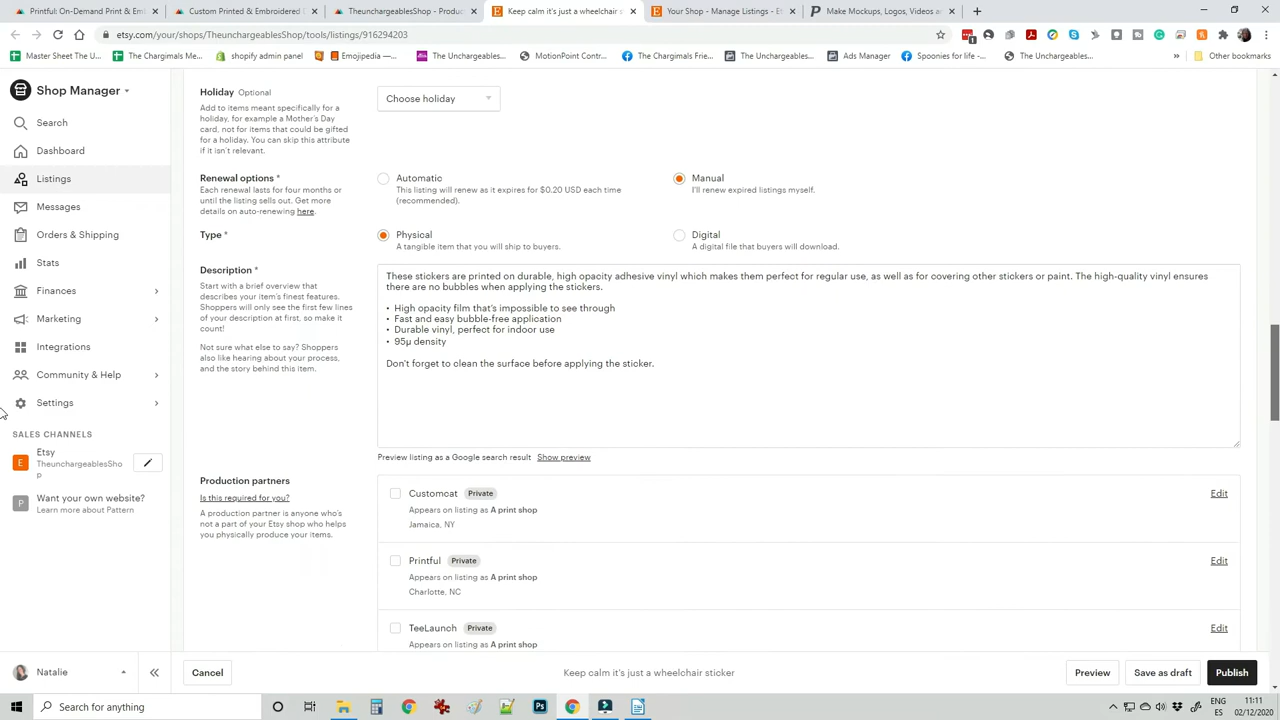 Printful On-Demand Print & Emb
Custom Printed & Embroidered D
TheunchargeablesShop - Produc
Keep calm it's just a wheelchair s
Your Shop - Manage Listings - Et
Make Mockups, Logos, Videos a
etsy.com/your/shops/TheunchargeablesShop/tools/listings/916294203
Master Sheet The U...
The Chargimals Me...
shopify admin panel
Emojipedia —...
The Unchargeables...
MotionPoint Contr...
The Chargimals Frie...
The Unchargeables...
Ads Manager
Spoonies for life -...
The Unchargeables...
Other bookmarks
Shop Manager
Search
Dashboard
Listings
Messages
Orders & Shipping
Stats
Finances
Marketing
Integrations
Community & Help
Settings
SALES CHANNELS
Etsy
TheunchargeablesSho
p
Want your own website?
Learn more about Pattern
Natalie
Holiday Optional
Add to items meant specifically for a
holiday, for example a Mother's Day
card, not for items that could be gifted
for a holiday. You can skip this attribute
if it isn't relevant.
Choose holiday
Renewal options *
Each renewal lasts for four months or
until the listing sells out. Get more
details on auto-renewing here.
Automatic
This listing will renew as it expires for $0.20 USD each time
(recommended).
Manual
I'll renew expired listings myself.
Type *
Physical
A tangible item that you will ship to buyers.
Digital
A digital file that buyers will download.
Description *
Start with a brief overview that
describes your item's finest features.
Shoppers will only see the first few lines
of your description at first, so make it
count!
Not sure what else to say? Shoppers
also like hearing about your process,
and the story behind this item.
These stickers are printed on durable, high opacity adhesive vinyl which makes them perfect for regular use, as well as for covering other stickers or paint. The high-quality vinyl ensures
there are no bubbles when applying the stickers.
• High opacity film that's impossible to see through
• Fast and easy bubble-free application
• Durable vinyl, perfect for indoor use
• 95µ density
Don't forget to clean the surface before applying the sticker.
Preview listing as a Google search result Show preview
Production partners
Is this required for you?
A production partner is anyone who's
not a part of your Etsy shop who helps
you physically produce your items.
Customcat Private
Edit
Appears on listing as A print shop
Jamaica, NY
Printful Private
Edit
Appears on listing as A print shop
Charlotte, NC
TeeLaunch Private
Edit
Appears on listing as A print shop
Cancel
Keep calm it's just a wheelchair sticker
Preview
Save as draft
Publish
Search for anything
ENG
ES
11:11
02/12/2020